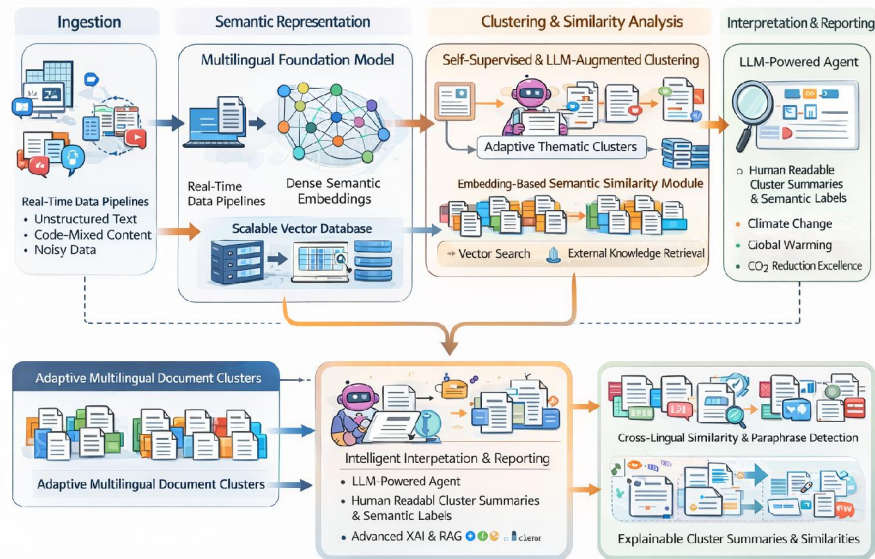 Ingestion
Semantic Representation
Clustering & Similarity Analysis
Interpretation & Reporting
Multilingual Foundation Model
Real-Time
Data Pipelines
Dense Semantic
Embeddings
Scalable Vector Database
Real-Time Data Pipelines
• Unstructured Text
• Code-Mixed Content
• Noisy Data
Self-Supervised & LLM-Augmented Clustering
Adaptive Thematic Clusters
Embedding-Based Semantic Similarity Module
Vector Search
External Knowledge Retrieval
LLM-Powered Agent
Human Readable
Cluster Summaries
& Semantic Labels
• Climate Change
• Global Warming
• CO₂ Reduction Excellence
Adaptive Multilingual Document Clusters
Adaptive Multilingual Document Clusters
Intelligent Interpetation & Reporting
• LLM-Powered Agent
• Human Readabl Cluster Summaries
& Semantic Labels
• Advanced XAI & RAG
Cross-Lingual Similarity & Paraphrase Detection
Explainable Cluster Summaries & Similarities